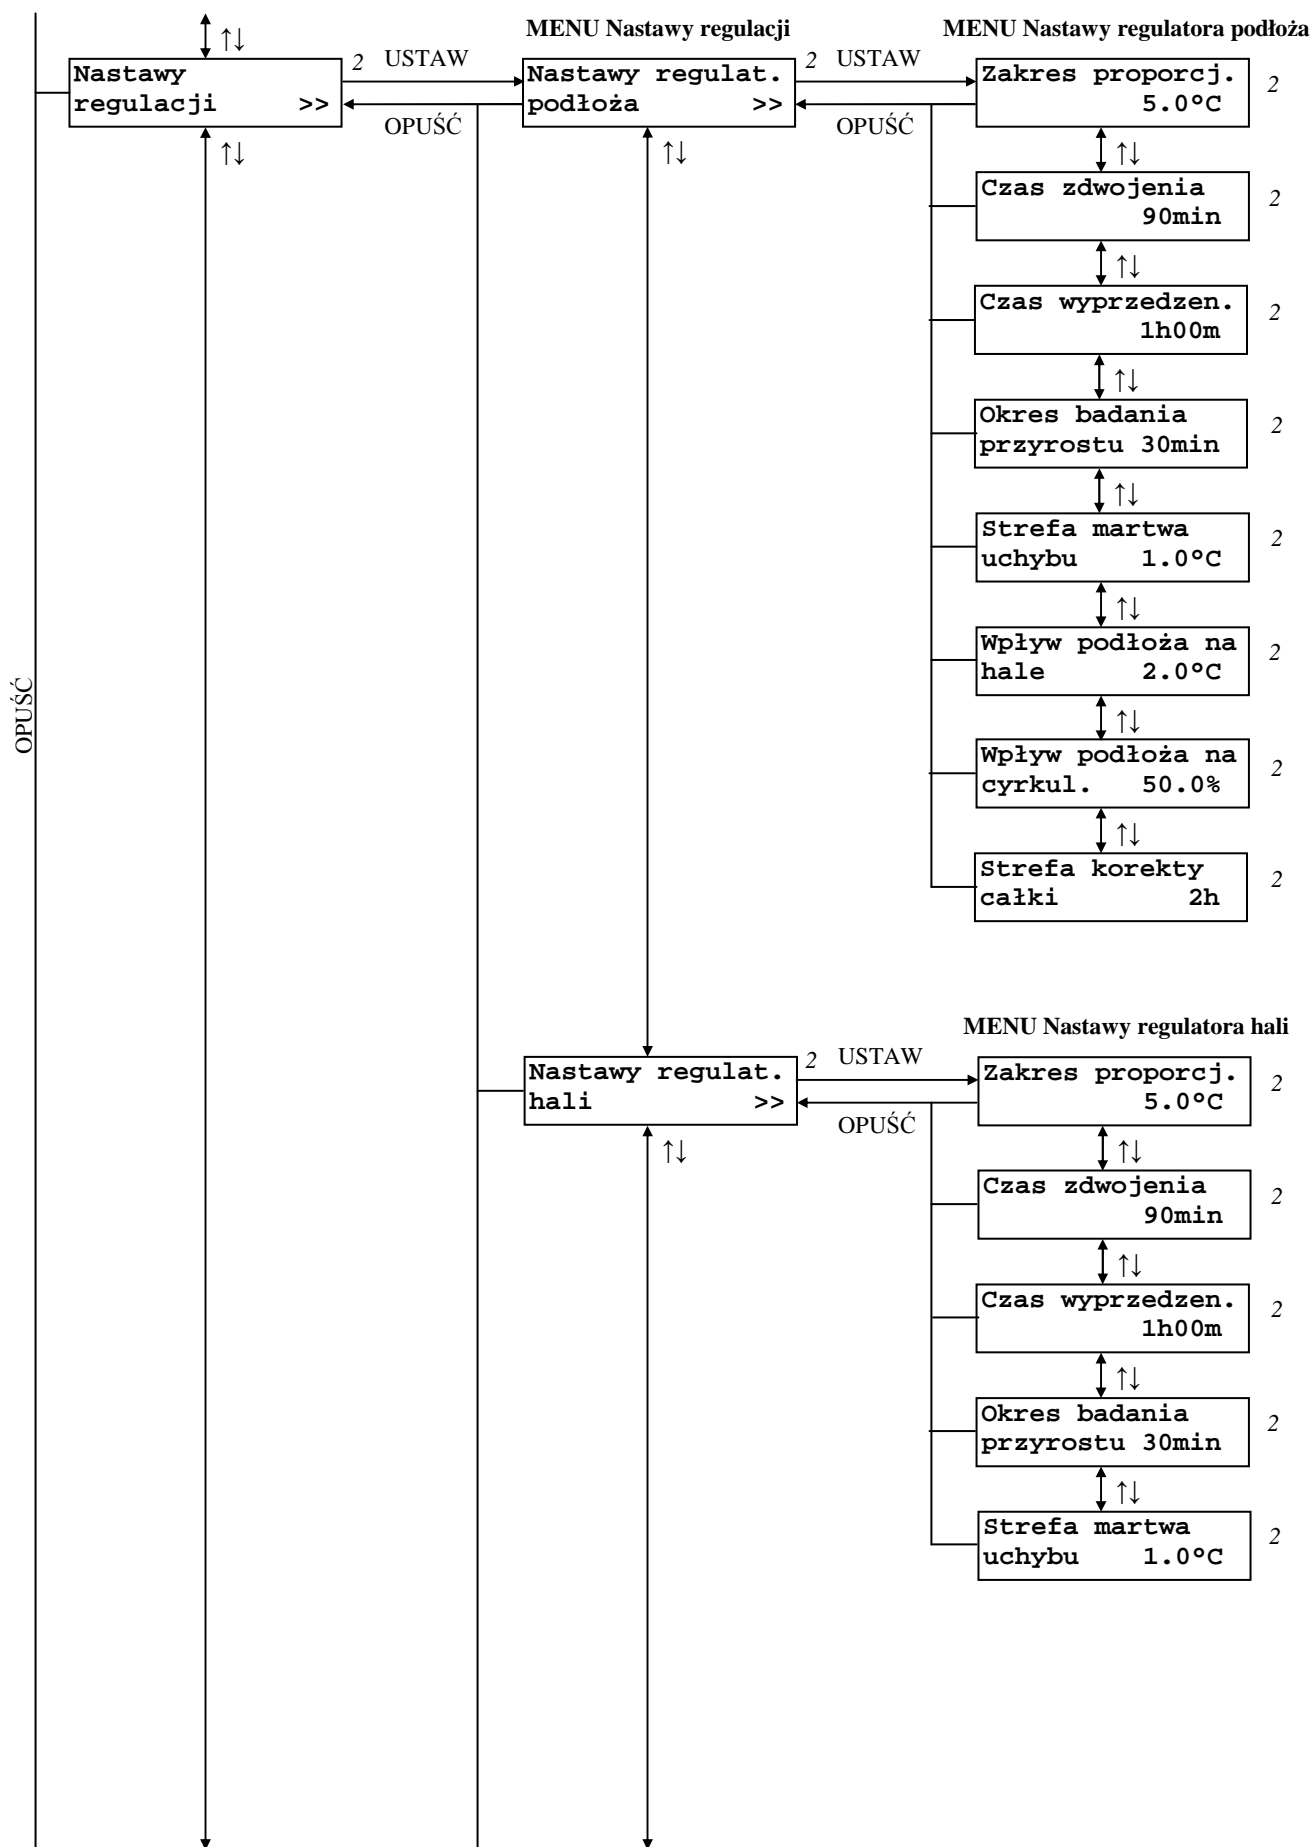 MENU Nastawy regulacji
MENU Nastawy regulatora podłoża
↑↓
Nastawy
regulacji >>
2 USTAW
OPUŚĆ
Nastawy regulat.
podłoża >>
2 USTAW
OPUŚĆ
Zakres proporcj.
5.0°C
2
↑↓
↑↓
↑↓
Czas zdwojenia
90min
2
↑↓
Czas wyprzedzen.
1h00m
2
↑↓
Okres badania
przyrostu 30min
2
↑↓
Strefa martwa
uchybu 1.0°C
2
↑↓
Wpływ podłoża na
hale 2.0°C
2
OPUŚĆ
↑↓
Wpływ podłoża na
cyrkul. 50.0%
2
↑↓
Strefa korekty
całki 2h
2
MENU Nastawy regulatora hali
Nastawy regulat.
hali >>
2 USTAW
OPUŚĆ
Zakres proporcj.
5.0°C
2
↑↓
↑↓
Czas zdwojenia
90min
2
↑↓
Czas wyprzedzen.
1h00m
2
↑↓
Okres badania
przyrostu 30min
2
↑↓
Strefa martwa
uchybu 1.0°C
2